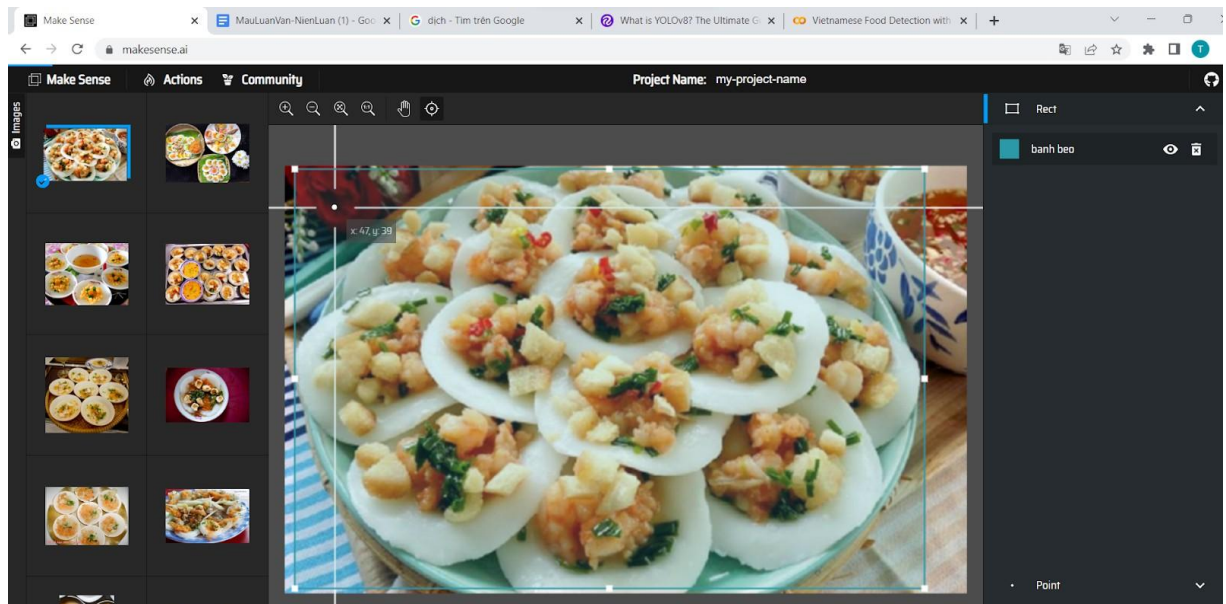 Make Sense
MauLuanVan-NienLuan (1) - Goo
dịch - Tìm trên Google
What is YOLOv8? The Ultimate G
Vietnamese Food Detection with
makesense.ai
T
Make Sense
Actions
Community
Project Name: my-project-name
Images
Rect
banh beo
x: 47, y: 39
Point